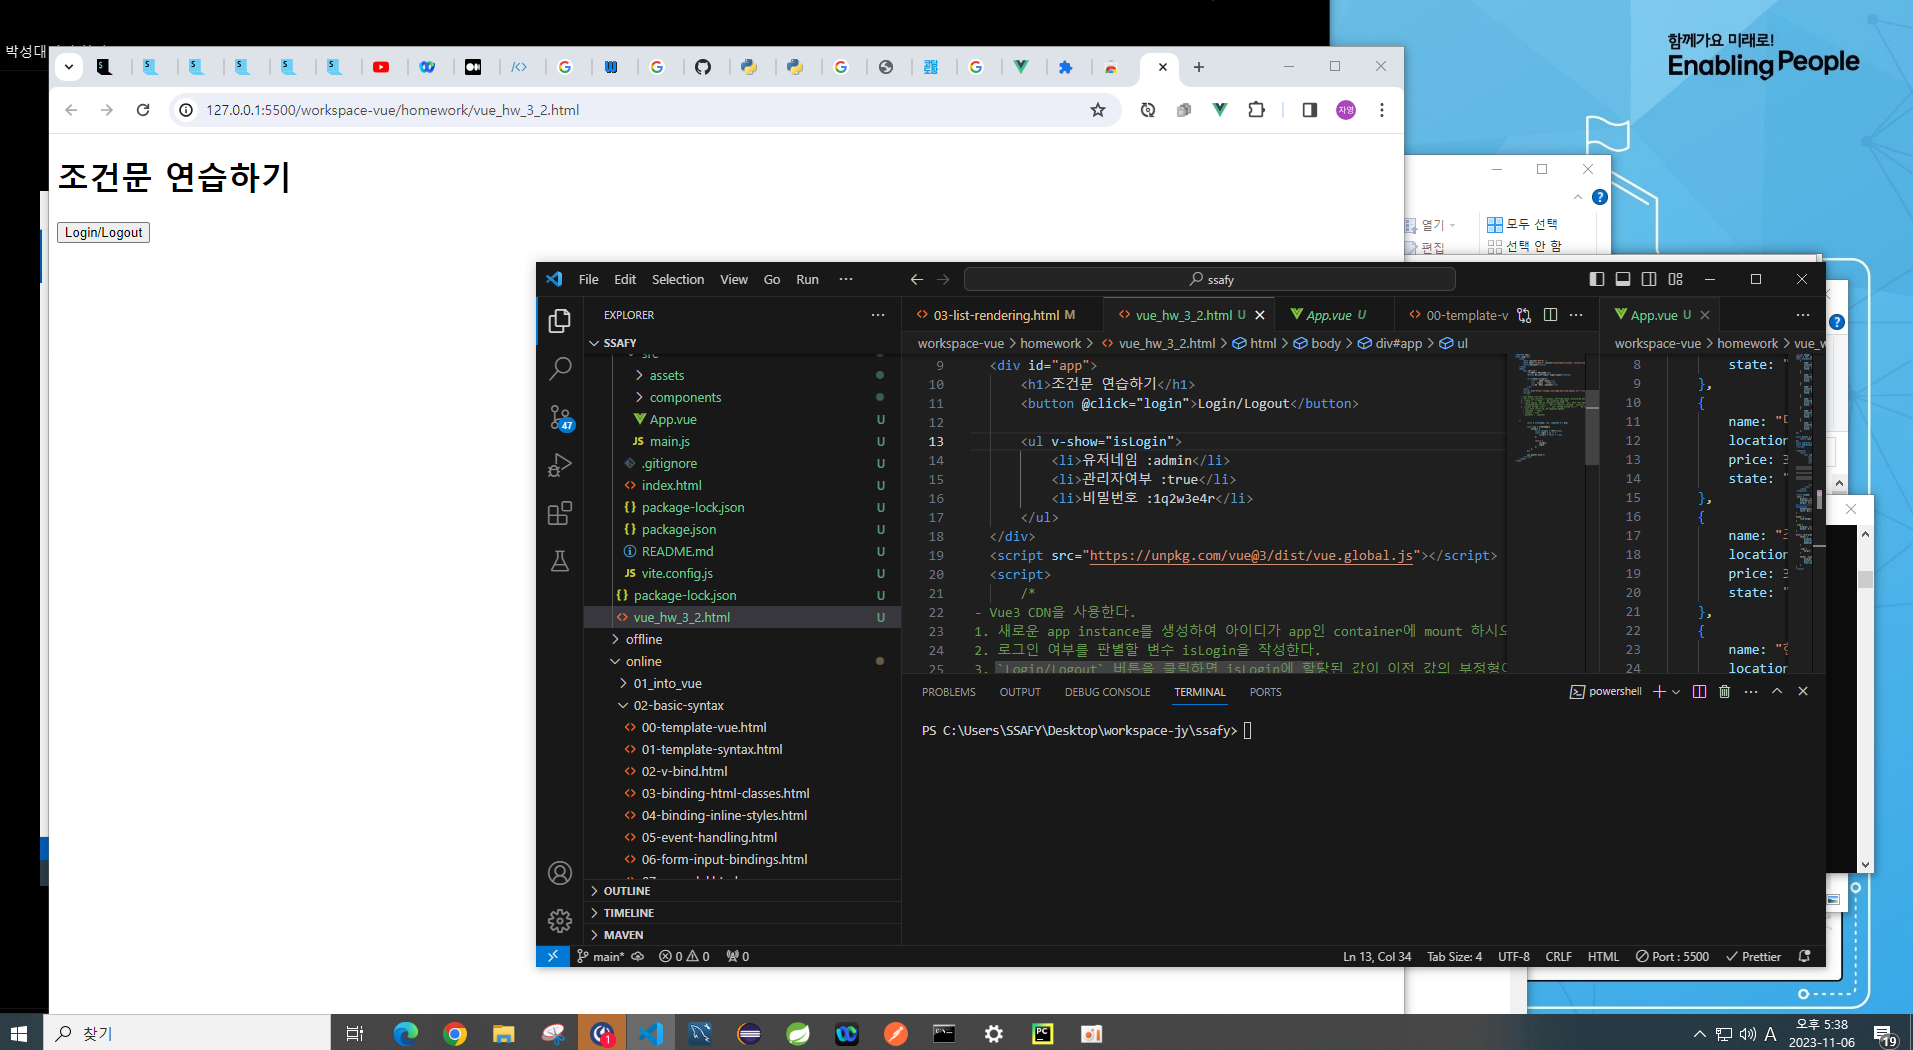 박성대
함께가요 미래로!
Enabling People
127.0.0.1:5500/workspace-vue/homework/vue_hw_3_2.html
자영
조건문 연습하기
Login/Logout
열기
모두 선택
편집
선택 안 함
File Edit Selection View Go Run ···
ssafy
EXPLORER
SSAFY
src
assets
components
App.vue U
main.js U
.gitignore U
index.html U
package-lock.json U
package.json U
README.md U
vite.config.js U
package-lock.json U
vue_hw_3_2.html U
offline
online
01_into_vue
02-basic-syntax
00-template-vue.html
01-template-syntax.html
02-v-bind.html
03-binding-html-classes.html
04-binding-inline-styles.html
05-event-handling.html
06-form-input-bindings.html
OUTLINE
TIMELINE
MAVEN
03-list-rendering.html M
vue_hw_3_2.html U
App.vue U
00-template-v
workspace-vue > homework > vue_hw_3_2.html > html > body > div#app > ul
9 <div id="app">
10 <h1>조건문 연습하기</h1>
11 <button @click="login">Login/Logout</button>
12
13 <ul v-show="isLogin">
14 <li>유저네임 :admin</li>
15 <li>관리자여부 :true</li>
16 <li>비밀번호 :1q2w3e4r</li>
17 </ul>
18 </div>
19 <script src="https://unpkg.com/vue@3/dist/vue.global.js"></script>
20 <script>
21 /*
22 - Vue3 CDN을 사용한다.
23 1. 새로운 app instance를 생성하여 아이디가 app인 container에 mount 하시오
24 2. 로그인 여부를 판별할 변수 isLogin을 작성한다.
25 3. `Login/Logout` 버튼을 클릭하면 isLogin에 할당된 값이 이전 값의 부정형이
App.vue U
workspace-vue > homework > vue_w
8 state: "
9 },
10 {
11 name: "
12 location
13 price: 3
14 state: "
15 },
16 {
17 name: "
18 location
19 price: 3
20 state: "
21 },
22 {
23 name: "
24 location
PROBLEMS OUTPUT DEBUG CONSOLE TERMINAL PORTS
powershell
PS C:\Users\SSAFY\Desktop\workspace-jy\ssafy>
47
main* 0 0 0
Ln 13, Col 34 Tab Size: 4 UTF-8 CRLF HTML Port : 5500 Prettier
찾기
1
A
오후 5:38
2023-11-06
19